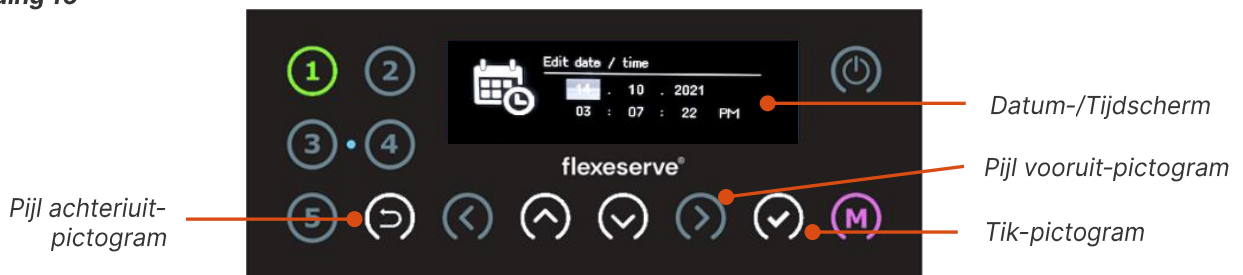 1 2
Edit date / time
14 . 10 . 2021
03 : 07 : 22 PM
Datum-/Tijdscherm
3 4
flexeserve®
Pijl vooruit-pictogram
Pijl achteriuit-
pictogram
5
M
Tik-pictogram